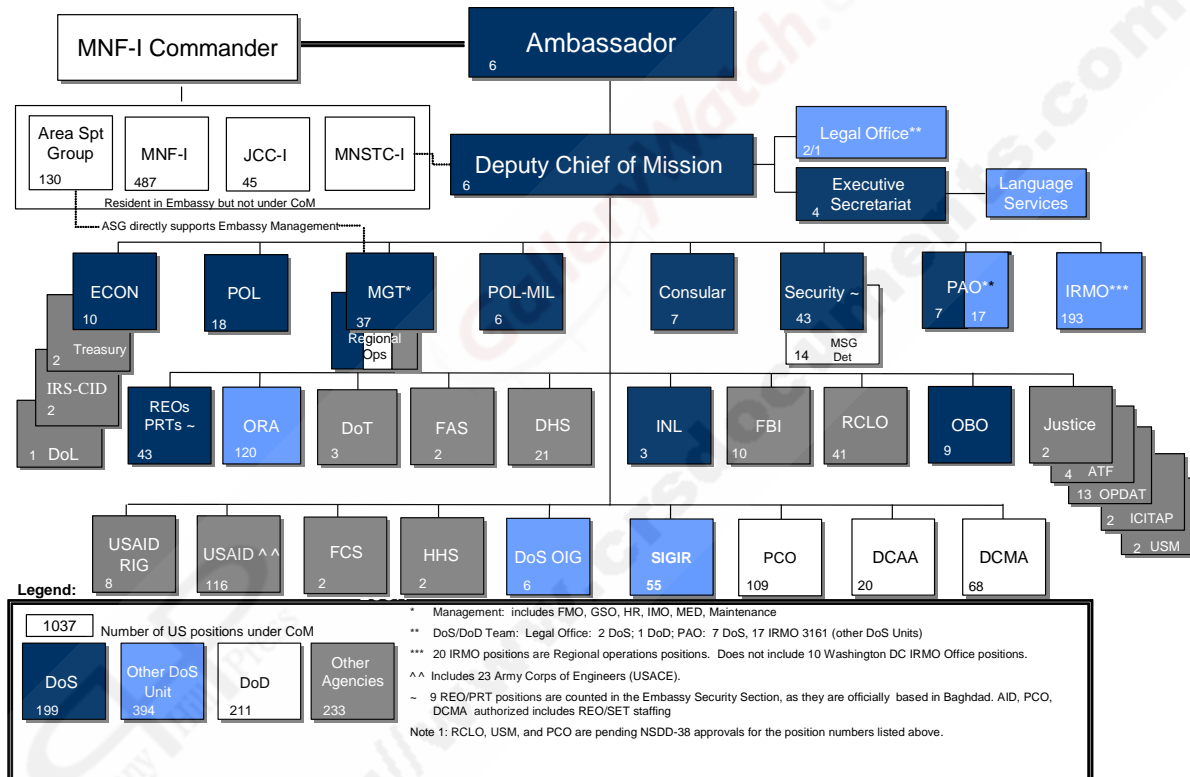 MNF-I Commander
Ambassador
6
Area Spt
Group
130
MNF-I
487
JCC-I
45
MNSTC-I
Resident in Embassy but not under CoM
Deputy Chief of Mission
6
Legal Office**
2/1
Executive
Secretariat
4
Language
Services
ASG directly supports Embassy Management
ECON
10
POL
18
MGT*
37
POL-MIL
6
Consular
7
Security ~
43
PAO**
7
17
IRMO***
193
Treasury
2
Regional
Ops
14
MSG
Det
IRS-CID
2
1 DoL
REOs
PRTs ~
43
ORA
120
DoT
3
FAS
2
DHS
21
INL
3
FBI
10
RCLO
41
OBO
9
Justice
2
4 ATF
13 OPDAT
2 ICITAP
2 USM
USAID
RIG
8
USAID ^ ^
116
FCS
2
HHS
2
DoS OIG
6
SIGIR
55
PCO
109
DCAA
20
DCMA
68
Legend:
1037 Number of US positions under CoM
DoS
199
Other DoS
Unit
394
DoD
211
Other
Agencies
233
* Management: includes FMO, GSO, HR, IMO, MED, Maintenance
** DoS/DoD Team: Legal Office: 2 DoS; 1 DoD; PAO: 7 DoS, 17 IRMO 3161 (other DoS Units)
*** 20 IRMO positions are Regional operations positions. Does not include 10 Washington DC IRMO Office positions.
^ ^ Includes 23 Army Corps of Engineers (USACE).
~ 9 REO/PRT positions are counted in the Embassy Security Section, as they are officially based in Baghdad. AID, PCO,
DCMA authorized includes REO/SET staffing
Note 1: RCLO, USM, and PCO are pending NSDD-38 approvals for the position numbers listed above.